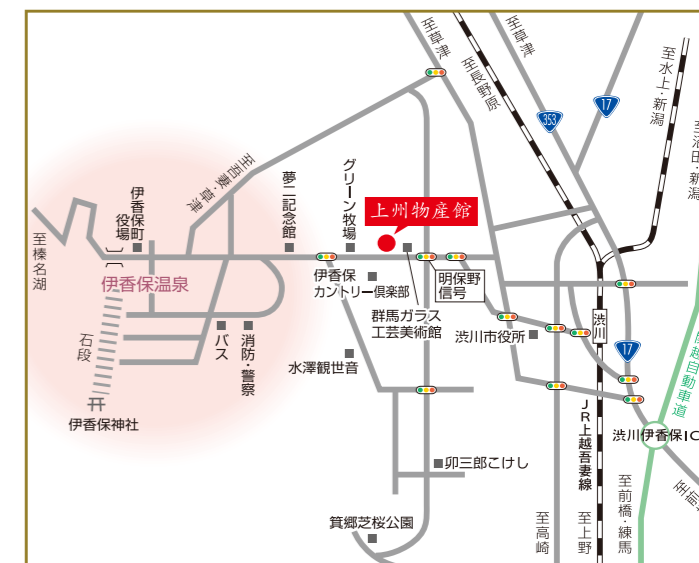 至草津
至草津
至長野原
353
17
至水上・新潟
至沼田・新潟
至吾妻・草津
夢二記念館
グリーン牧場
上州物産館
伊香保町
役場
至榛名湖
伊香保温泉
伊香保
カントリー倶楽部
明保野
信号
群馬ガラス
工芸美術館
渋川市役所
渋川
17
石段
バス
消防・警察
水澤観世音
伊香保神社
関越自動車道
JR上越吾妻線
渋川伊香保IC
卯三郎こけし
箕郷芝桜公園
至高崎
至上野
至前橋・練馬